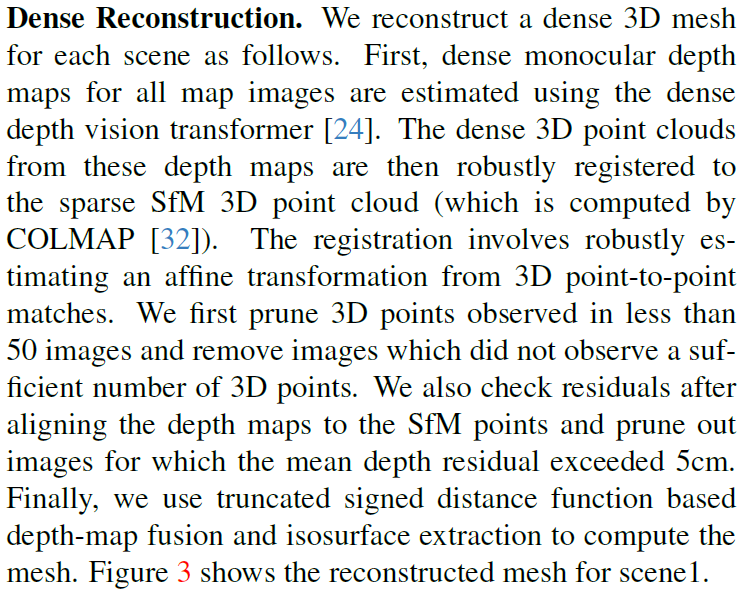 Dense Reconstruction. We reconstruct a dense 3D mesh
for each scene as follows. First, dense monocular depth
maps for all map images are estimated using the dense
depth vision transformer [24]. The dense 3D point clouds
from these depth maps are then robustly registered to
the sparse SfM 3D point cloud (which is computed by
COLMAP [32]). The registration involves robustly es-
timating an affine transformation from 3D point-to-point
matches. We first prune 3D points observed in less than
50 images and remove images which did not observe a suf-
ficient number of 3D points. We also check residuals after
aligning the depth maps to the SfM points and prune out
images for which the mean depth residual exceeded 5cm.
Finally, we use truncated signed distance function based
depth-map fusion and isosurface extraction to compute the
mesh. Figure 3 shows the reconstructed mesh for scene1.